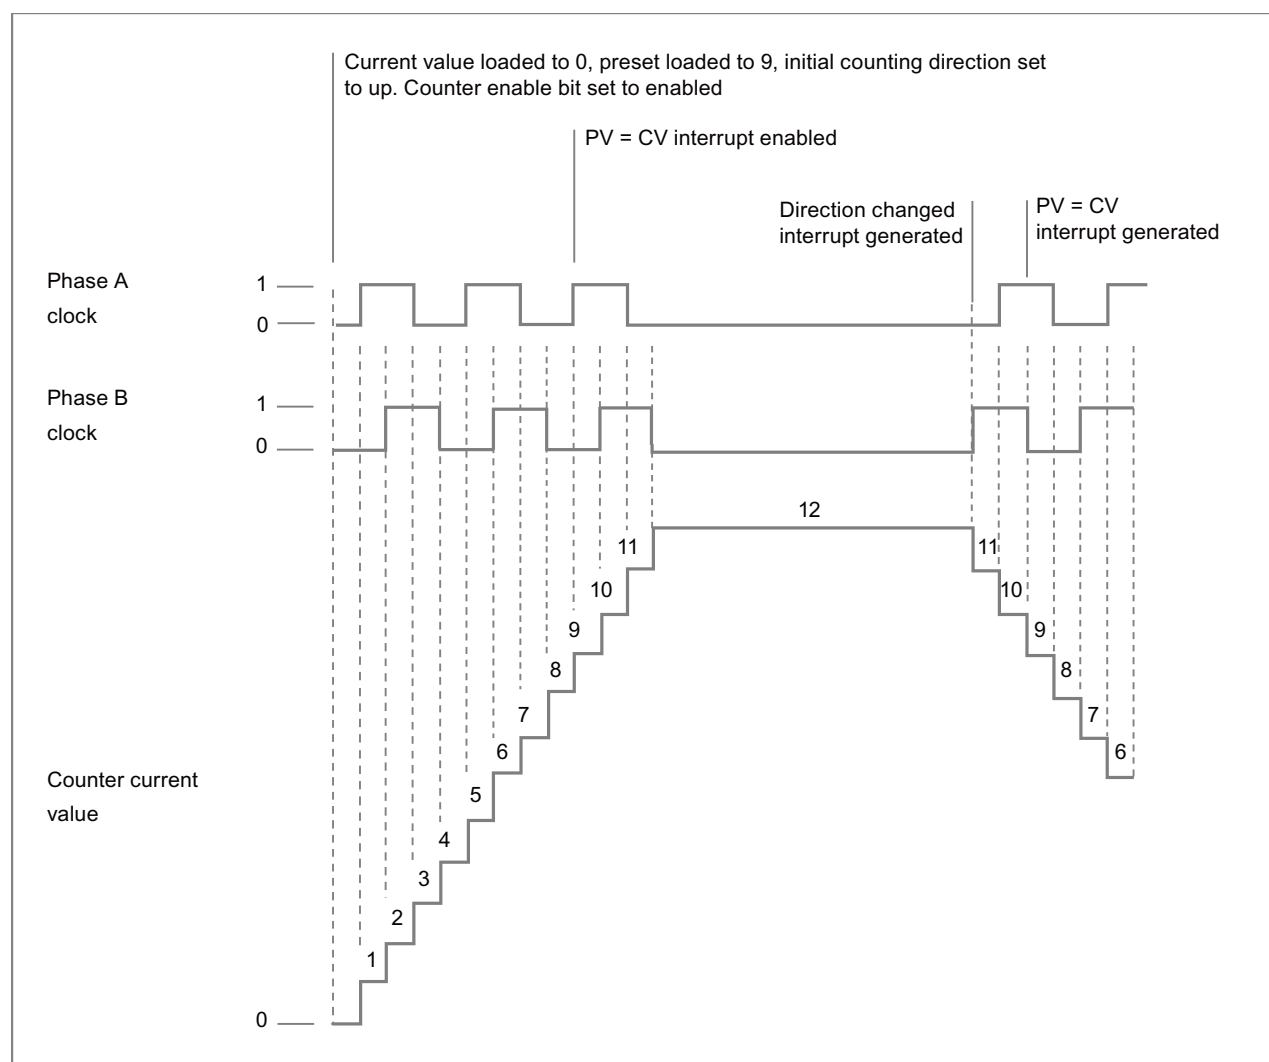 Current value loaded to 0, preset loaded to 9, initial counting direction set
to up. Counter enable bit set to enabled
PV = CV interrupt enabled
Direction changed
interrupt generated
PV = CV
interrupt generated
Phase A
clock
1
0
Phase B
clock
1
0
12
11
11
10
10
9
9
8
8
7
7
6
6
Counter current
value
5
4
3
2
1
0